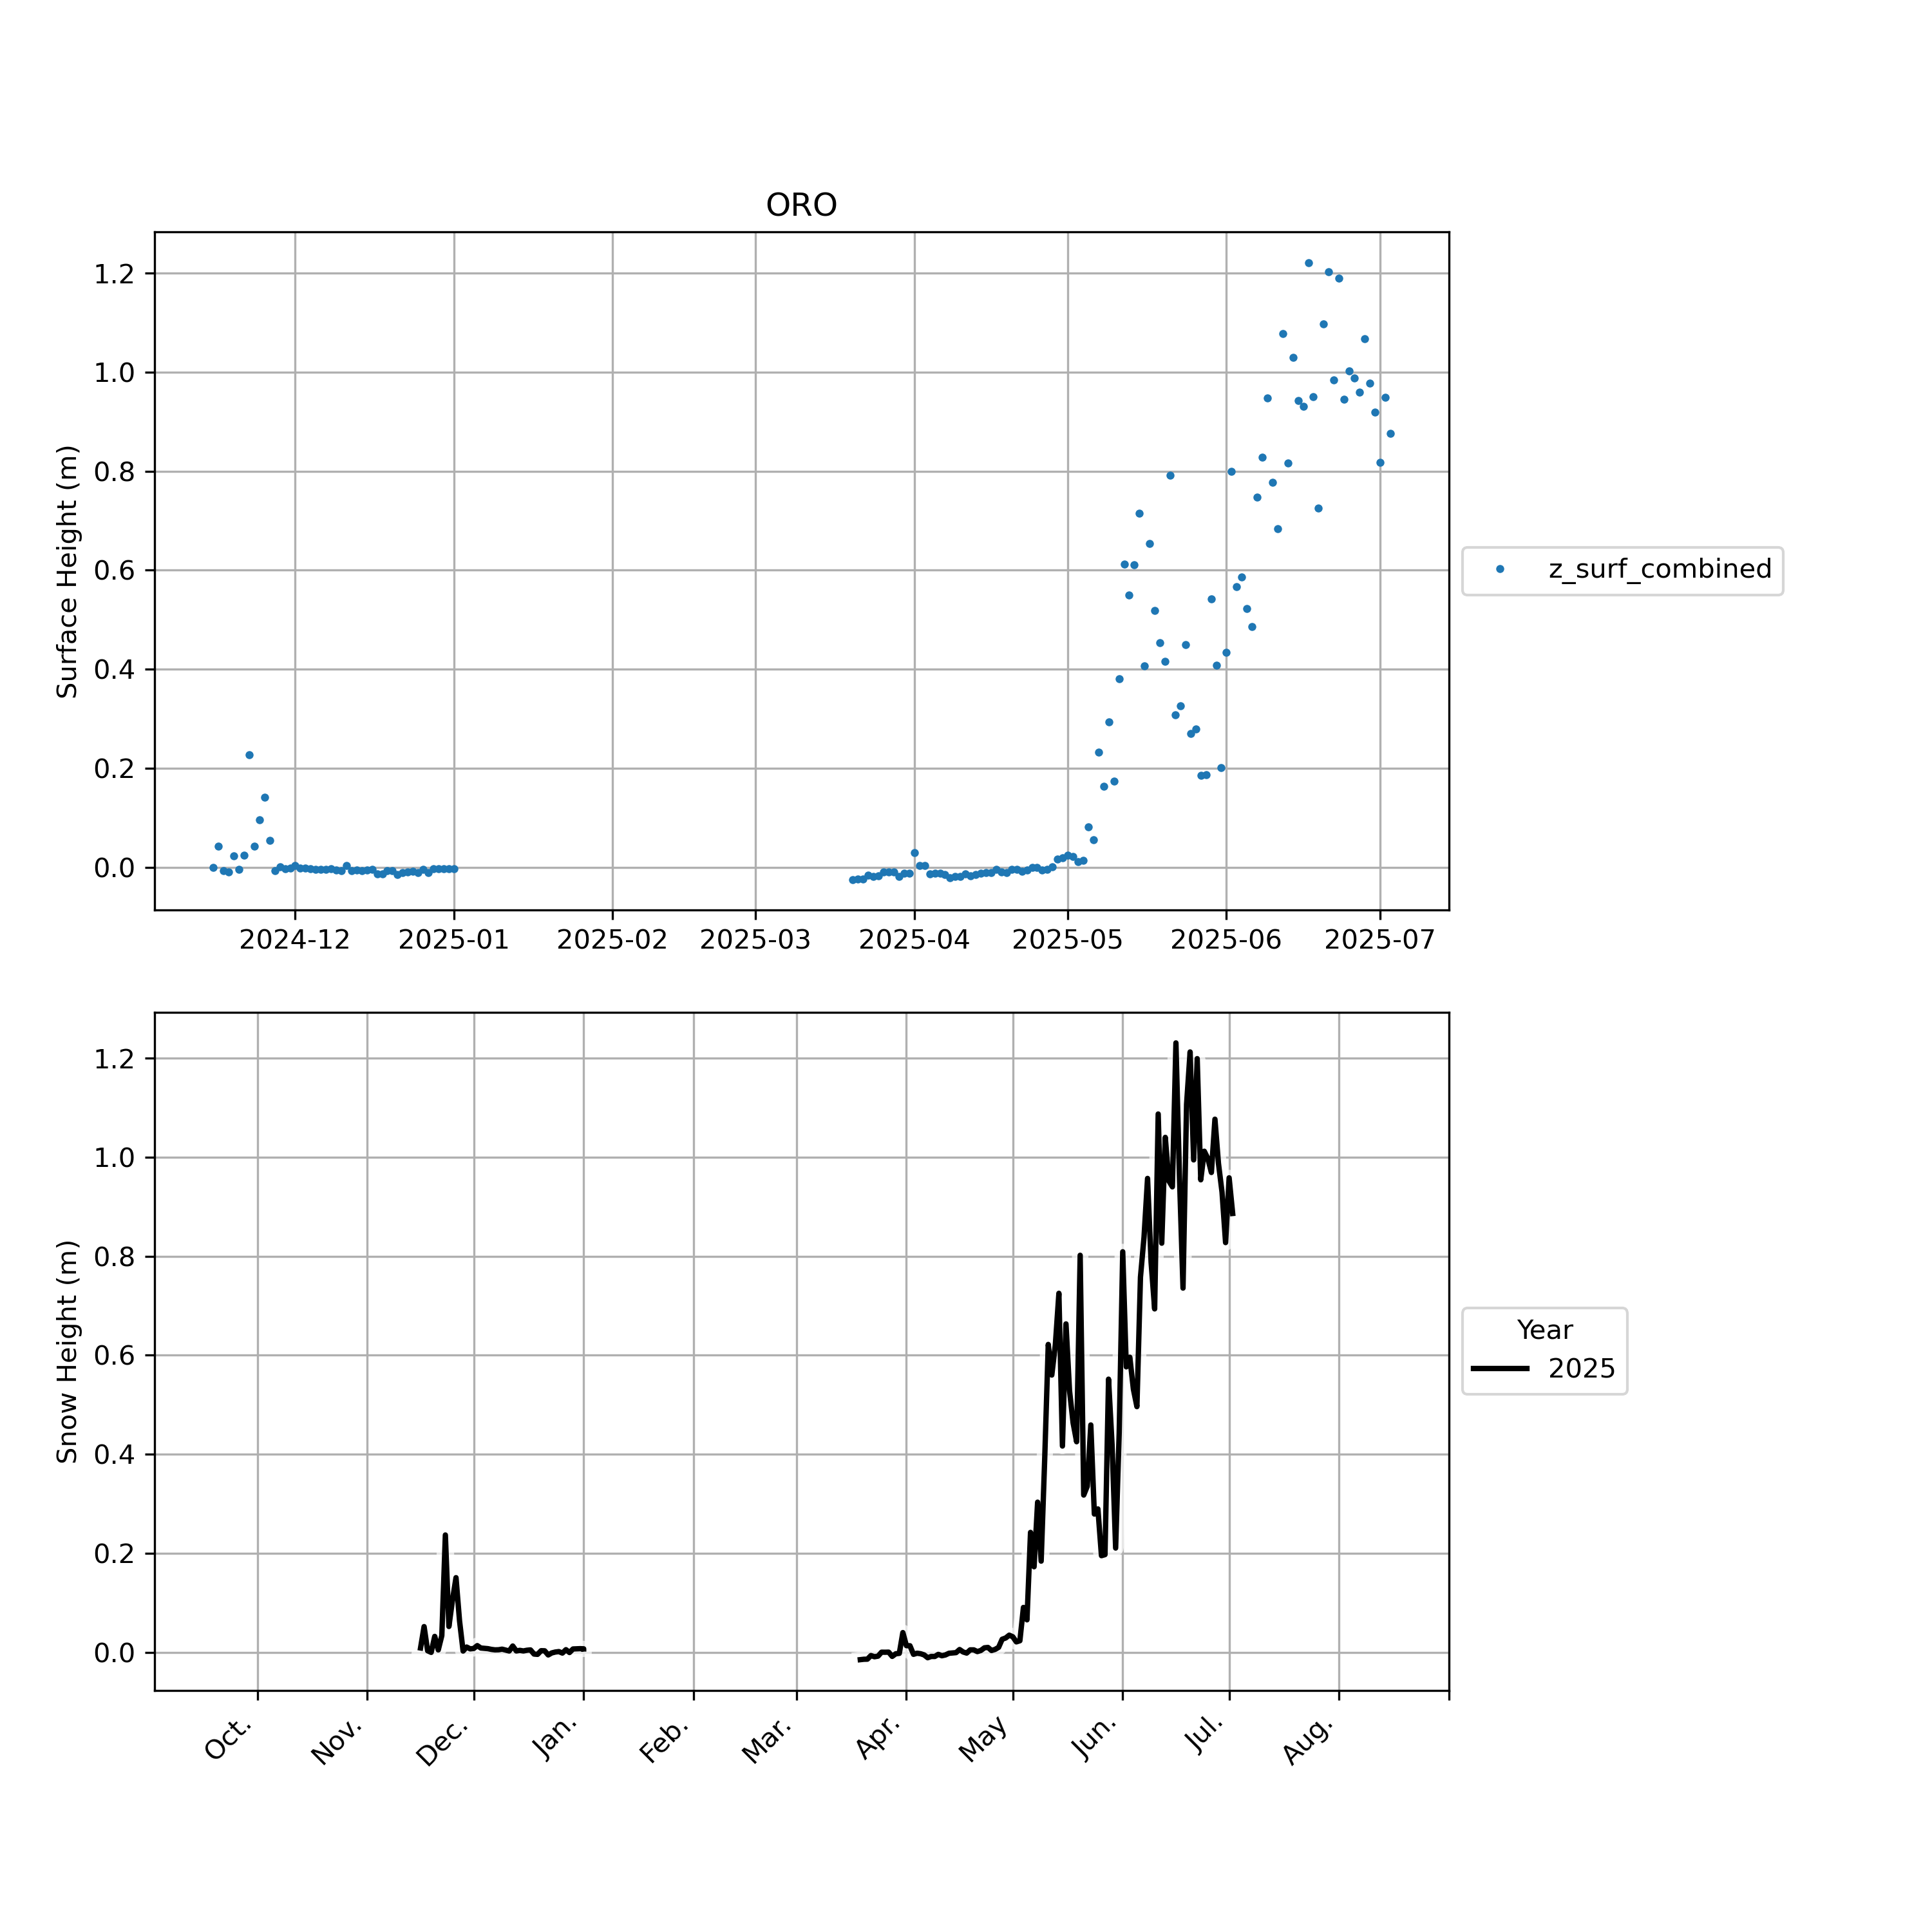 ORO
Surface Height (m)
1.2
1.0
0.8
0.6
0.4
0.2
0.0
2024-12 2025-01 2025-02 2025-03 2025-04 2025-05 2025-06 2025-07
z_surf_combined
Snow Height (m)
1.2
1.0
0.8
0.6
0.4
0.2
0.0
Oct. Nov. Dec. Jan. Feb. Mar. Apr. May Jun. Jul. Aug.
Year
2025